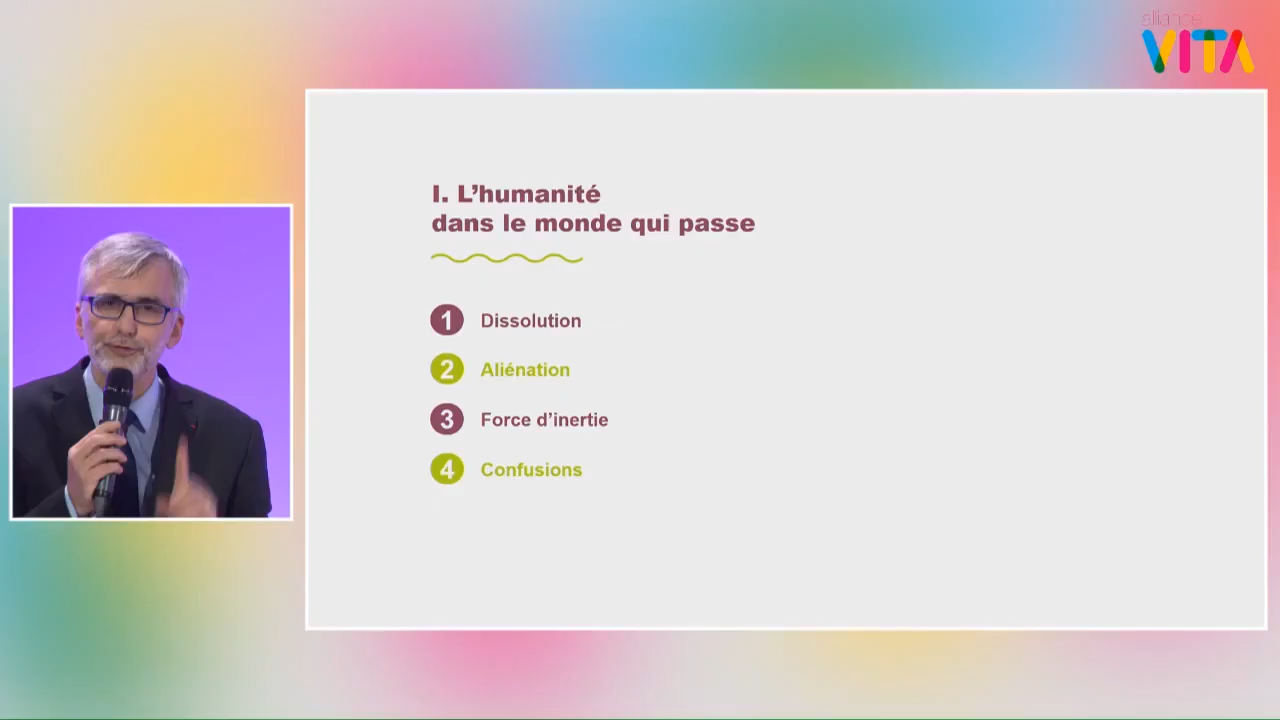 alliance
VITA
I. L’humanité
dans le monde qui passe
1 Dissolution
2 Aliénation
3 Force d’inertie
4 Confusions